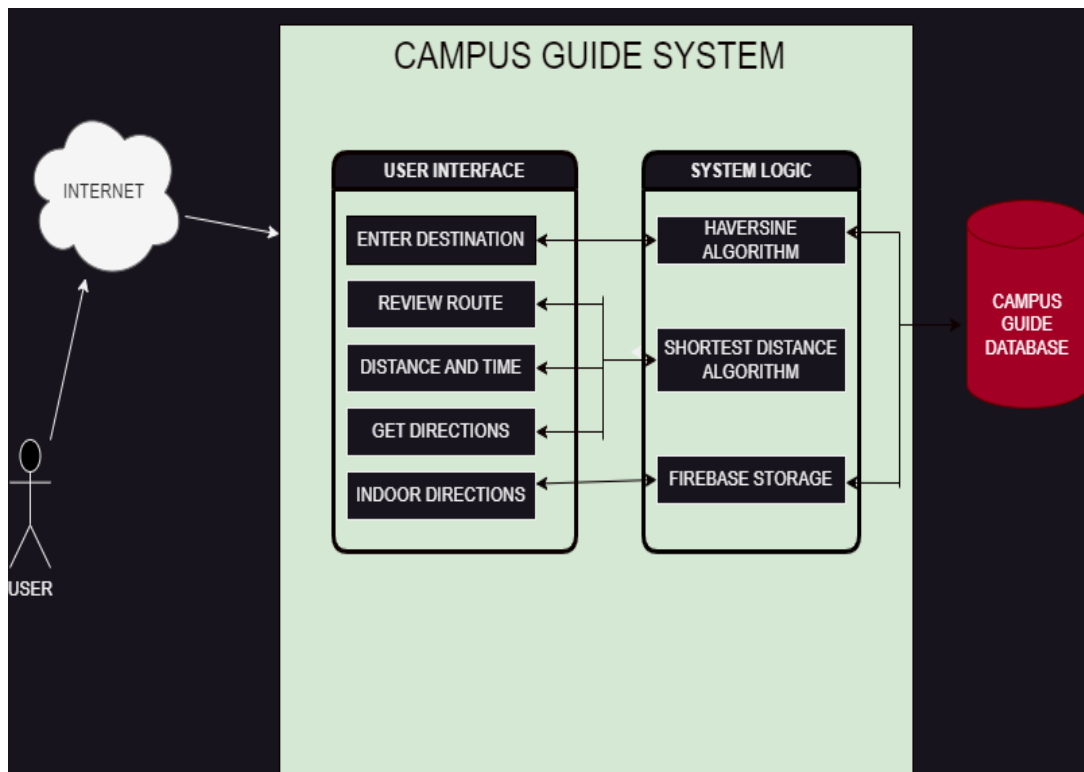 CAMPUS GUIDE SYSTEM
INTERNET
USER
USER INTERFACE
ENTER DESTINATION
REVIEW ROUTE
DISTANCE AND TIME
GET DIRECTIONS
INDOOR DIRECTIONS
SYSTEM LOGIC
HAVERSINE
ALGORITHM
SHORTEST DISTANCE
ALGORITHM
FIREBASE STORAGE
CAMPUS
GUIDE
DATABASE